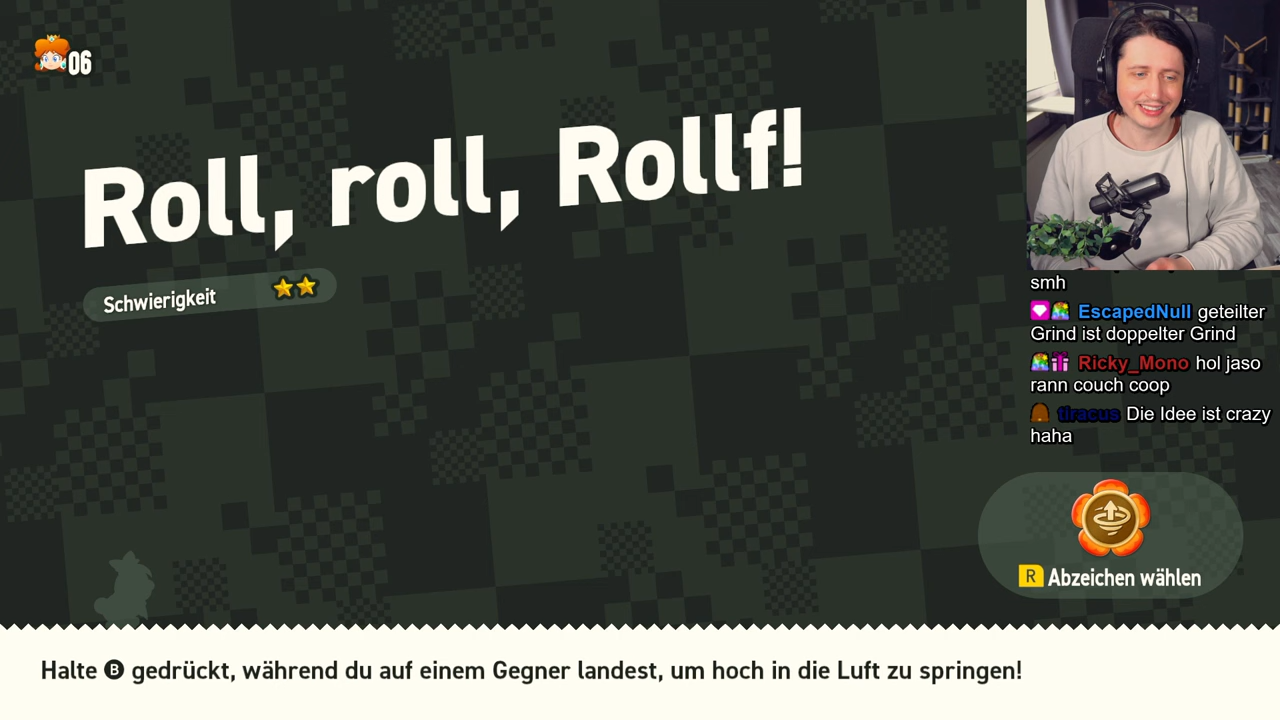 06
Roll, roll, Rollf!
Schwierigkeit
smh
EscapedNull geteilter
Grind ist doppelter Grind
Ricky_Mono hol jaso
rann couch coop
tiracus Die Idee ist crazy
haha
R Abzeichen wählen
Halte B gedrückt, während du auf einem Gegner landest, um hoch in die Luft zu springen!